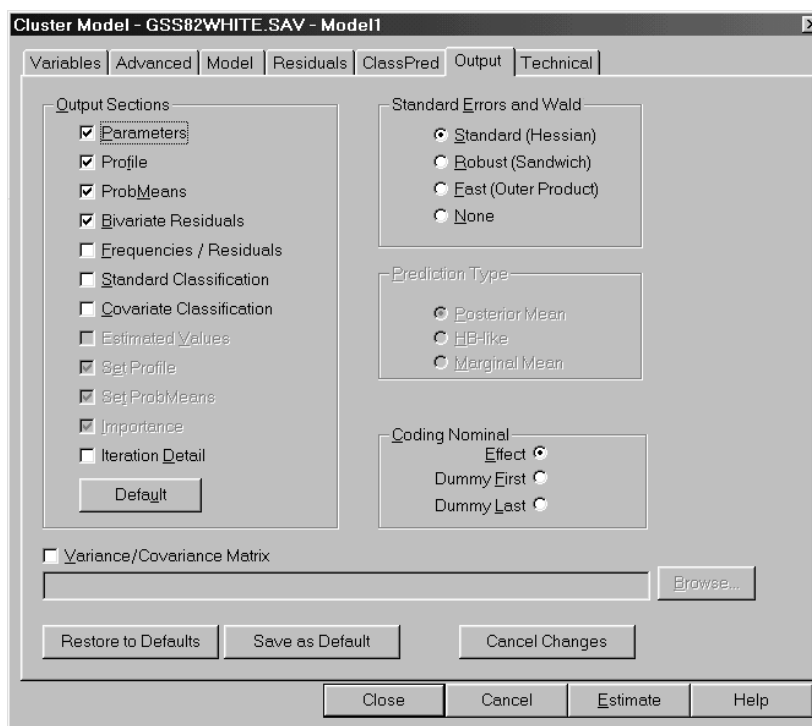 Cluster Model - GSS82WHITE.SAV - Model1
Variables Advanced Model Residuals ClassPred Output Technical
Output Sections
Parameters
Profile
ProbMeans
Bivariate Residuals
Frequencies / Residuals
Standard Classification
Covariate Classification
Estimated Values
Set Profile
Set ProbMeans
Importance
Iteration Detail
Default
Standard Errors and Wald
Standard (Hessian)
Robust (Sandwich)
Fast (Outer Product)
None
Prediction Type
Posterior Mean
HB-like
Marginal Mean
Coding Nominal
Effect
Dummy First
Dummy Last
Variance/Covariance Matrix
Browse...
Restore to Defaults Save as Default Cancel Changes
Close Cancel Estimate Help